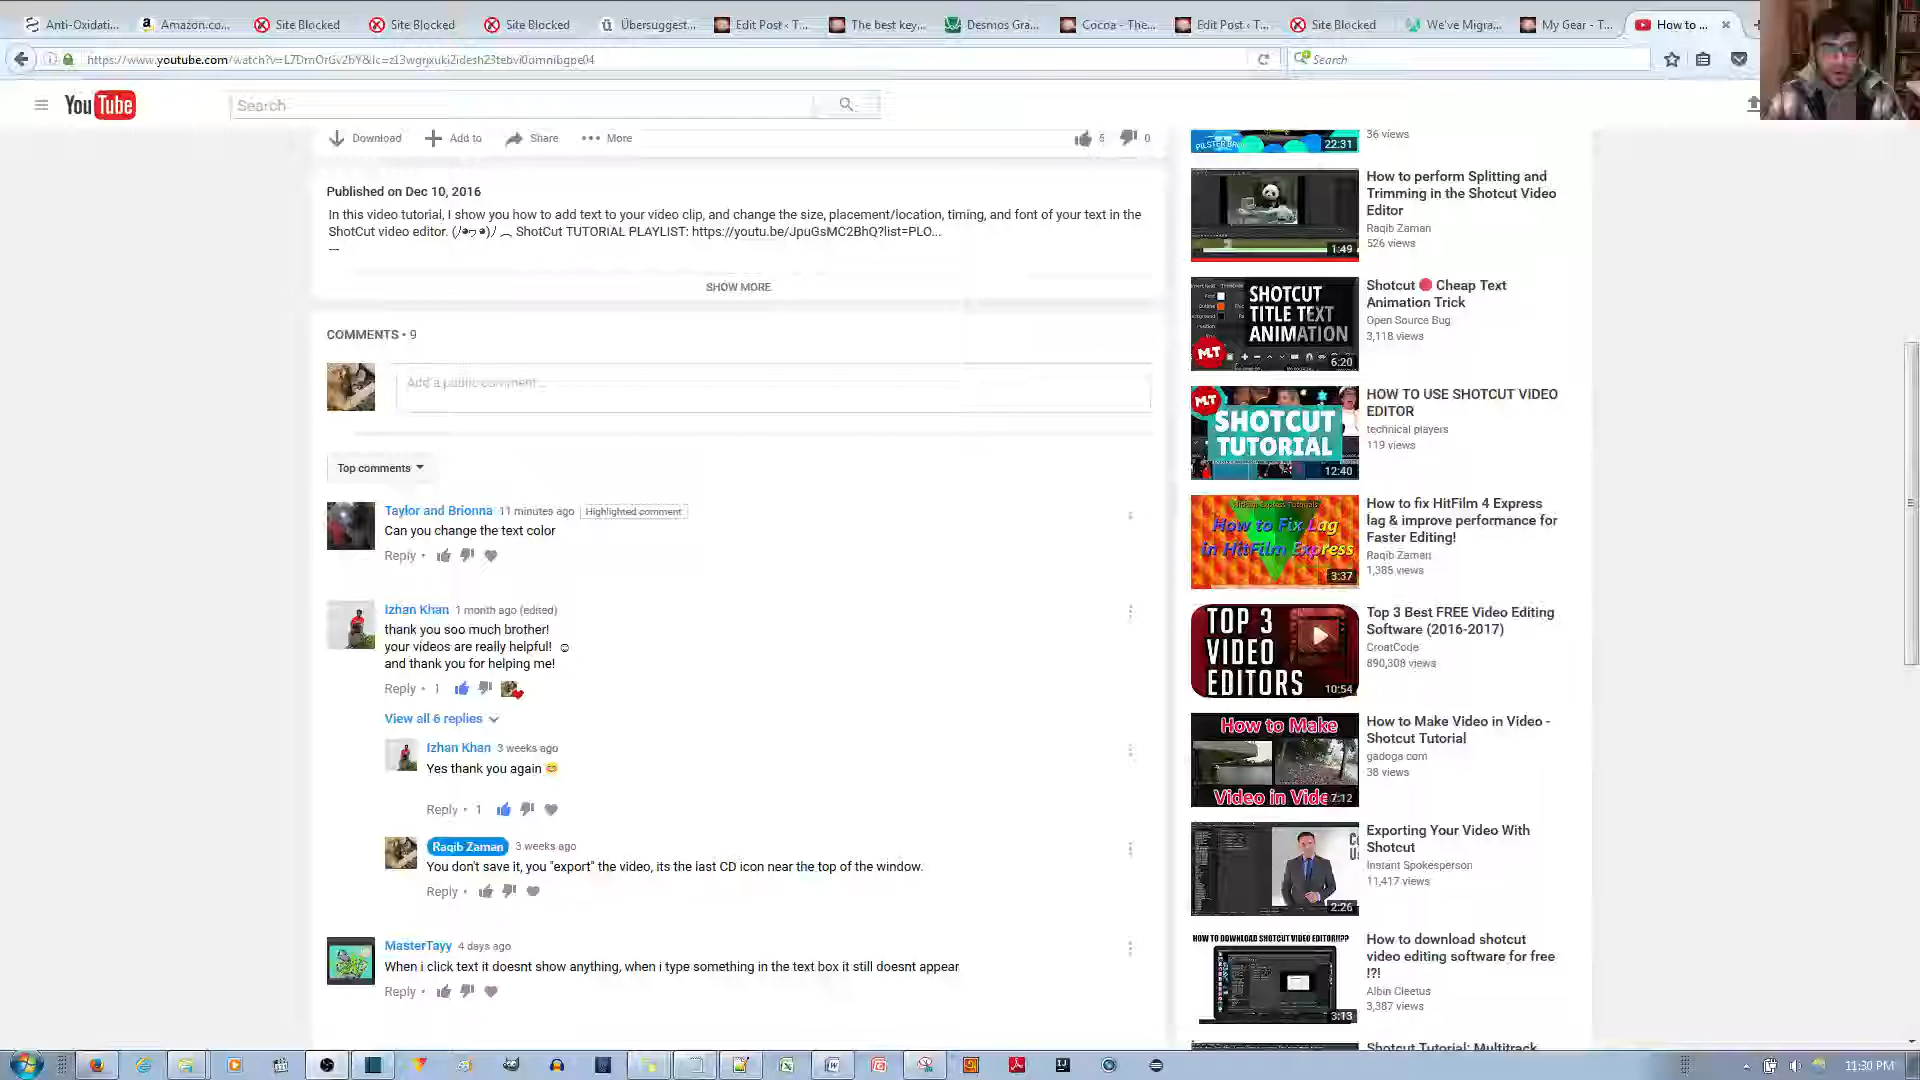 Anti-Oxidati...
Amazon.co...
Site Blocked
Site Blocked
Site Blocked
Übersuggest...
Edit Post ‹ T...
The best key...
Desmos Gra...
Cocoa - The...
Edit Post ‹ T...
Site Blocked
We've Migra...
My Gear - T...
How to ...
Search
YouTube
Search
Download
Add to
Share
More
5
0
Published on Dec 10, 2016
In this video tutorial, I show you how to add text to your video clip, and change the size, placement/location, timing, and font of your text in the
ShotCut video editor. (ﾉ◕ヮ◕)ﾉ ︵ ShotCut TUTORIAL PLAYLIST: https://youtu.be/JpuGsMC2BhQ?list=PLO...
---
SHOW MORE
COMMENTS • 9
Add a public comment...
Top comments
Taylor and Brionna 11 minutes ago Highlighted comment
Can you change the text color
Reply •
Izhan Khan 1 month ago (edited)
thank you soo much brother!
your videos are really helpful! ☺
and thank you for helping me!
Reply • 1
View all 6 replies
Izhan Khan 3 weeks ago
Yes thank you again 😊
Reply • 1
Raqib Zaman 3 weeks ago
You don't save it, you "export" the video, its the last CD icon near the top of the window.
Reply •
MasterTayy 4 days ago
When i click text it doesnt show anything, when i type something in the text box it still doesnt appear
Reply •
36 views
22:31
How to perform Splitting and
Trimming in the Shotcut Video
Editor
Raqib Zaman
526 views
1:49
SHOTCUT
TITLE TEXT
ANIMATION
MLT
6:20
Shotcut 🔴 Cheap Text
Animation Trick
Open Source Bug
3,118 views
MLT
SHOTCUT
TUTORIAL
12:40
HOW TO USE SHOTCUT VIDEO
EDITOR
technical players
119 views
HitFilm Express Tutorials
How to Fix Lag
in HitFilm Express
3:37
How to fix HitFilm 4 Express
lag & improve performance for
Faster Editing!
Raqib Zaman
1,385 views
TOP 3
VIDEO
EDITORS
10:54
Top 3 Best FREE Video Editing
Software (2016-2017)
CroatCode
890,308 views
How to Make
Video in Vide
7:12
How to Make Video in Video -
Shotcut Tutorial
gadoga com
38 views
2:26
Exporting Your Video With
Shotcut
Instant Spokesperson
11,417 views
HOW TO DOWNLOAD SHOTCUT VIDEO EDITOR!!??
3:13
How to download shotcut
video editing software for free
!?!
Albin Cleetus
3,387 views
Shotcut Tutorial: Multitrack
11:30 PM